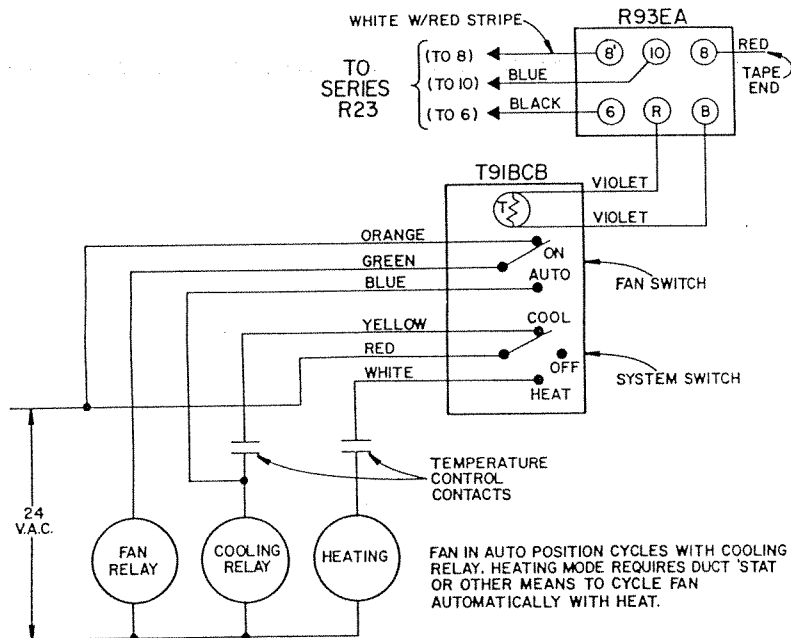 WHITE W/RED STRIPE
R93EA
TO
SERIES
R23
(TO 8)
(TO 10)
(TO 6)
BLUE
BLACK
8'
10
8
6
R
B
RED
TAPE
END
T91BCB
VIOLET
VIOLET
T
ORANGE
GREEN
BLUE
ON
AUTO
FAN SWITCH
YELLOW
RED
WHITE
COOL
OFF
HEAT
SYSTEM SWITCH
TEMPERATURE
CONTROL
CONTACTS
24
V.A.C.
FAN
RELAY
COOLING
RELAY
HEATING
FAN IN AUTO POSITION CYCLES WITH COOLING
RELAY. HEATING MODE REQUIRES DUCT 'STAT
OR OTHER MEANS TO CYCLE FAN
AUTOMATICALLY WITH HEAT.